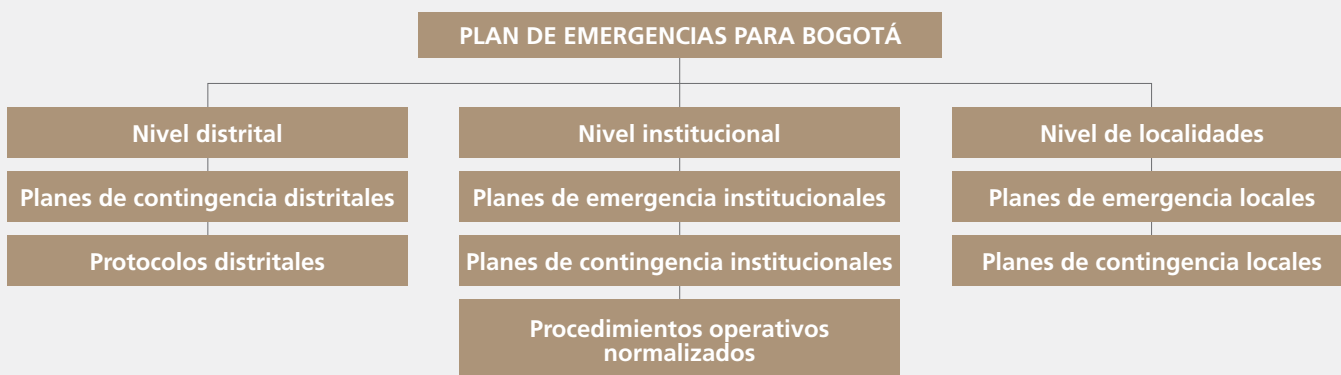 PLAN DE EMERGENCIAS PARA BOGOTÁ
Nivel distrital
Planes de contingencia distritales
Protocolos distritales
Nivel institucional
Planes de emergencia institucionales
Planes de contingencia institucionales
Procedimientos operativos
normalizados
Nivel de localidades
Planes de emergencia locales
Planes de contingencia locales